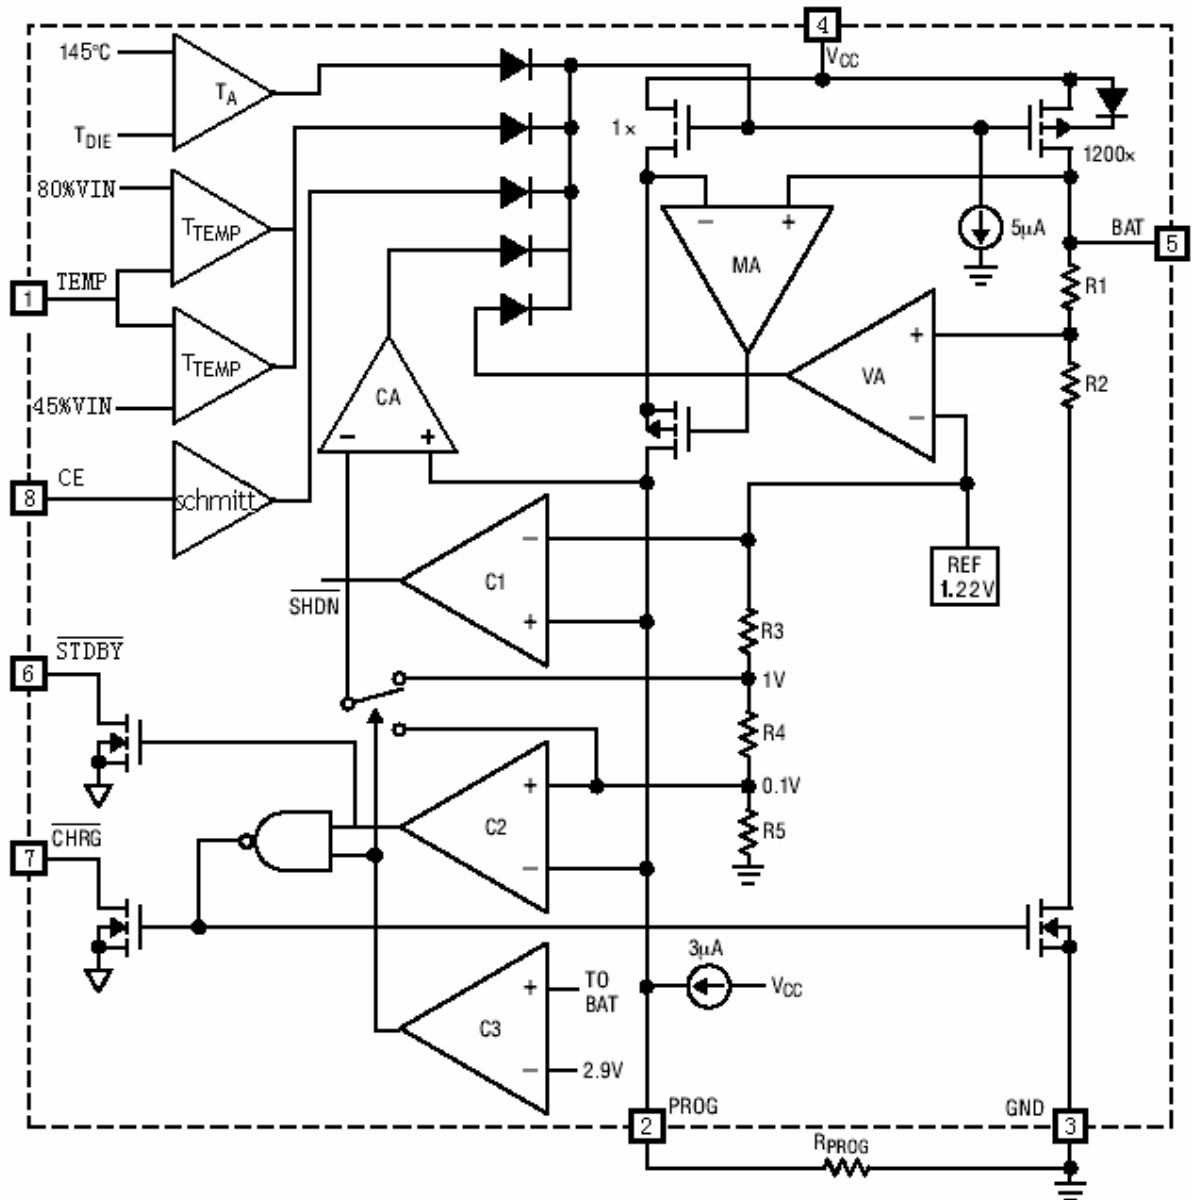 4
VCC
145°C
TA
TDIE
1×
1200×
80%VIN
TTEMP
TEMP
1
TTEMP
45%VIN
− +
MA
5μA
BAT
5
R1
+
VA
−
R2
CA
− +
CE
8
schmitt
−
C1
+
SHDN
REF
1.22V
R3
1V
R4
0.1V
R5
STDBY
6
+
C2
−
CHRG
7
3μA
VCC
+
TO
BAT
C3
−
2.9V
PROG
2
GND
3
RPROG